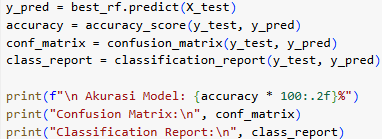 y_pred = best_rf.predict(X_test)
accuracy = accuracy_score(y_test, y_pred)
conf_matrix = confusion_matrix(y_test, y_pred)
class_report = classification_report(y_test, y_pred)

print(f"\n Akurasi Model: {accuracy * 100:.2f}%")
print("Confusion Matrix:\n", conf_matrix)
print("Classification Report:\n", class_report)